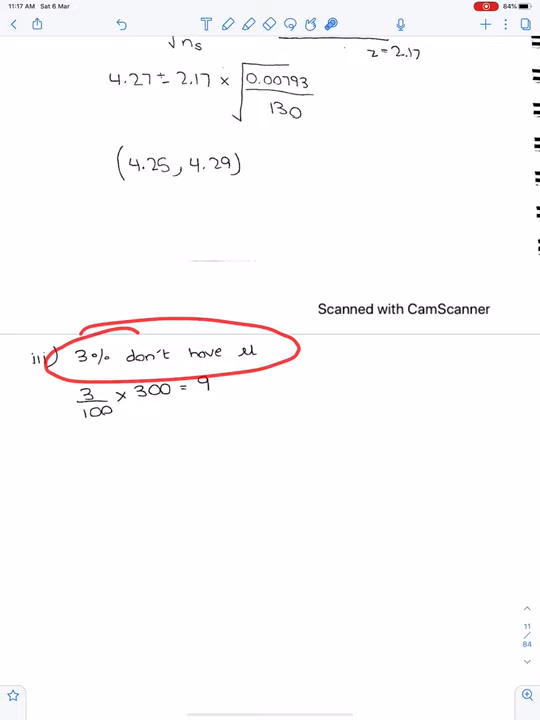 11:17 AM Sat 6 Mar
84%
√ns
z = 2.17
4.27 ± 2.17 × √0.00793/130
(4.25, 4.29)
Scanned with CamScanner
iii) 3% don't have μ
3/100 × 300 = 9
11
/
84